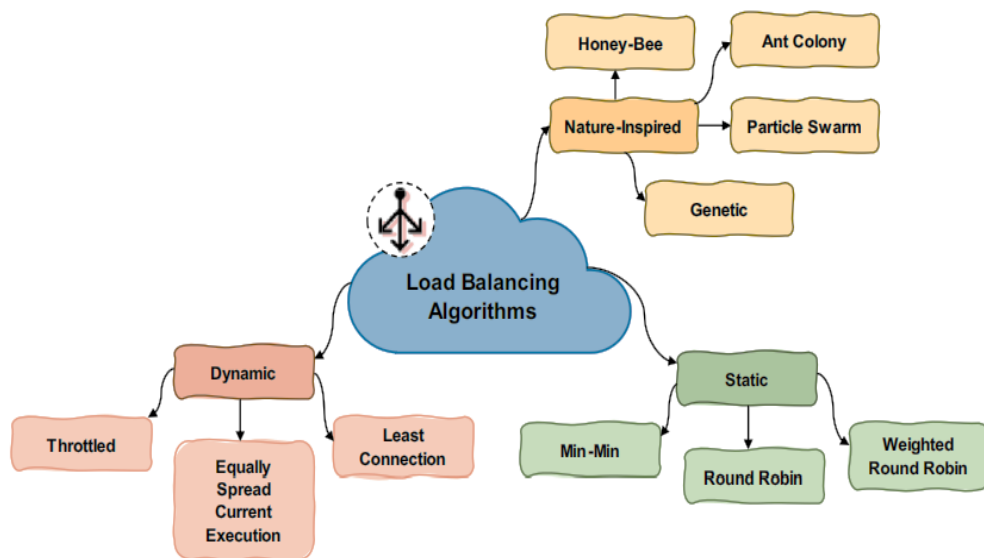 Honey-Bee
Ant Colony
Nature-Inspired
Particle Swarm
Genetic
Load Balancing
Algorithms
Dynamic
Throttled
Equally
Spread
Current
Execution
Least
Connection
Static
Min-Min
Round Robin
Weighted
Round Robin